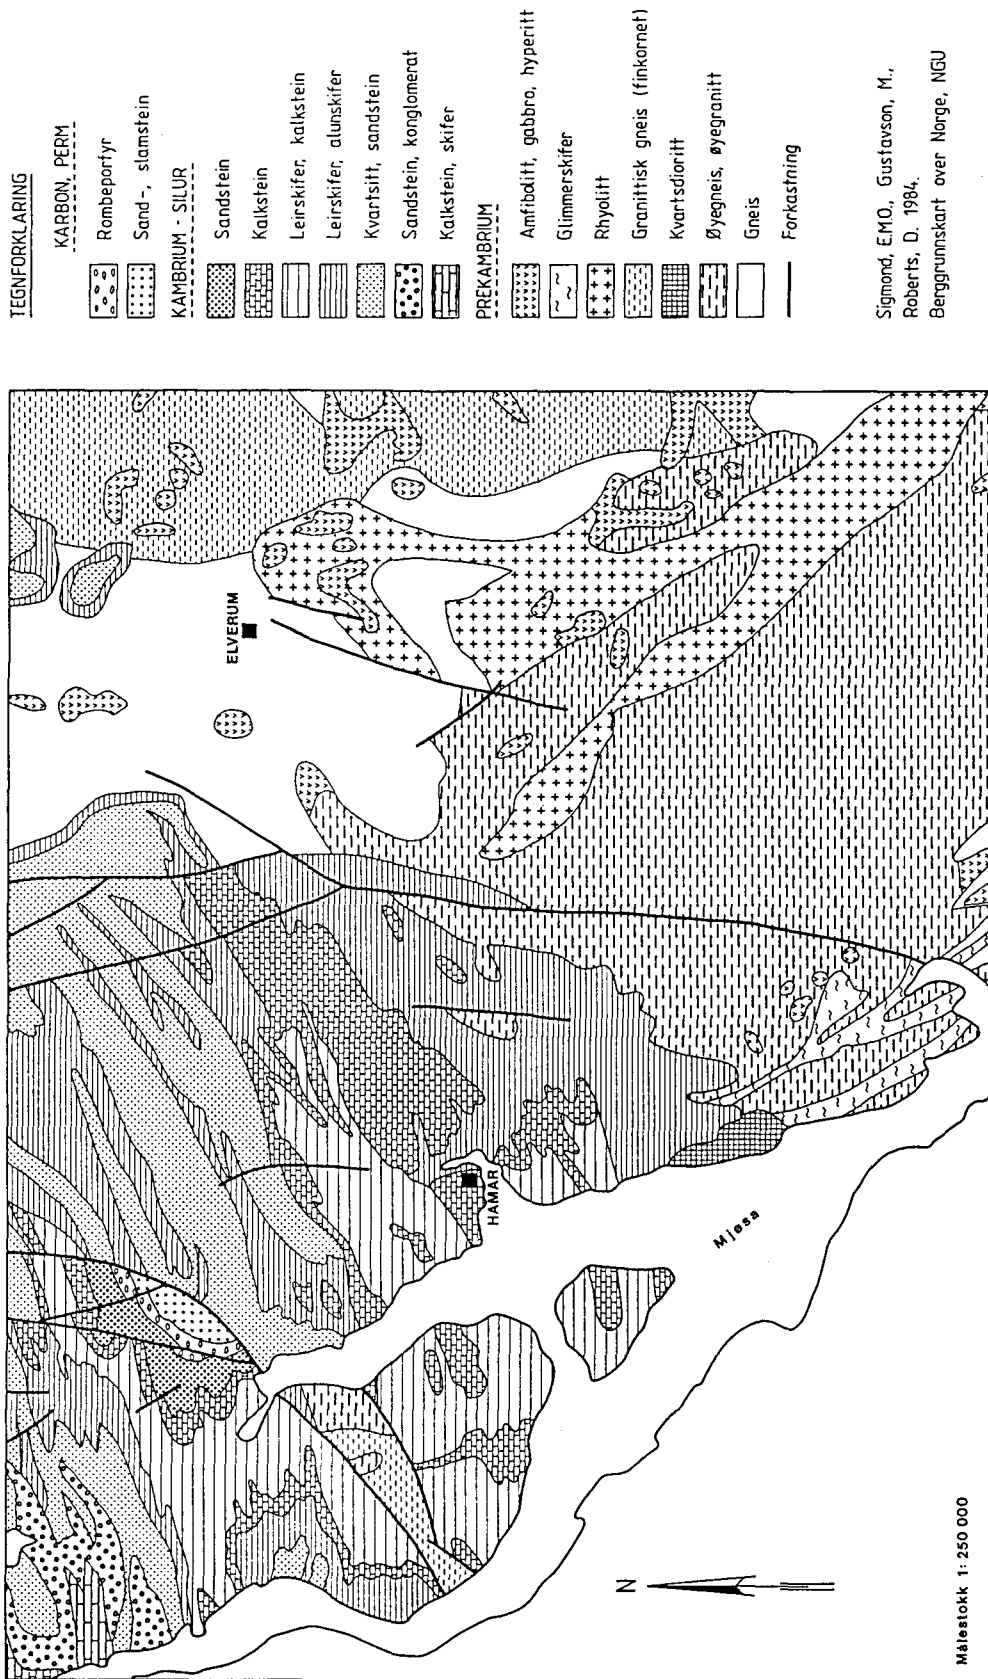 TEGNFORKLARING
KARBON, PERM
Rombeporfyr
Sand-, slamstein
KAMBRIUM - SILUR
Sandstein
Kalkstein
Leirskifer, kalkstein
Leirskifer, alunskifer
Kvartsitt, sandstein
Sandstein, konglomerat
Kalkstein, skifer
PREKAMBRIUM
Amfibolitt, gabbro, hyperitt
Glimmerskifer
Rhyolitt
Granittisk gneis (finkornet)
Kvartsdioritt
Øyegneis, øyegranitt
Gneis
Forkastning
Sigmond, E.M.O., Gustavson, M.,
Roberts, D. 1984.
Berggrunnskart over Norge, NGU
ELVERUM
HAMAR
Mjøsa
N
Målestokk 1: 250 000